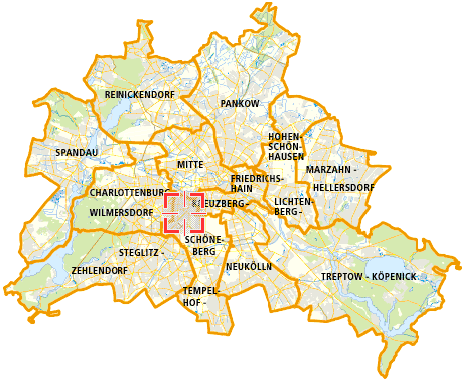 REINICKENDORF
PANKOW
HOHEN-
SCHÖN-
HAUSEN
SPANDAU
MITTE
MARZAHN -
HELLERSDORF
FRIEDRICHS-
HAIN
CHARLOTTENBURG
WILMERSDORF
KREUZBERG-
LICHTEN-
BERG-
STEGLITZ -
ZEHLENDORF
SCHÖNE-
BERG
NEUKÖLLN
TREPTOW - KÖPENICK
TEMPEL-
HOF -